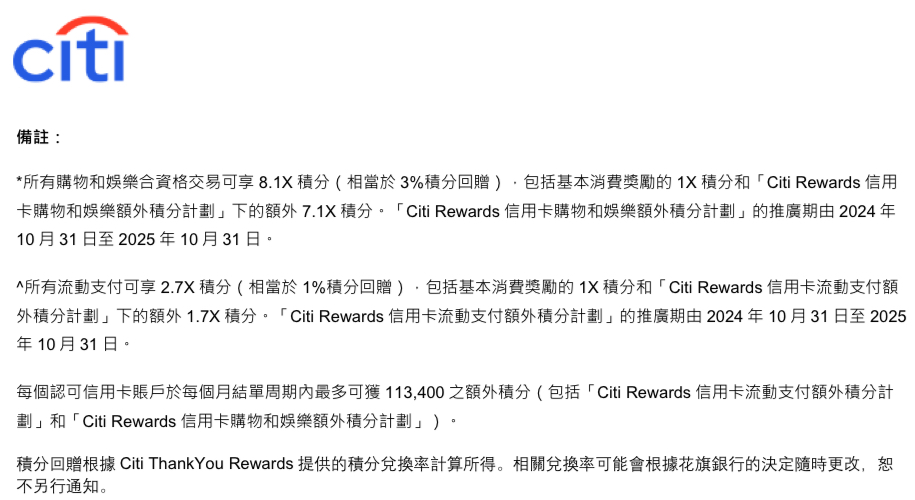 citi
備註：
*所有購物和娛樂合資格交易可享 8.1X 積分（相當於 3%積分回贈），包括基本消費獎勵的 1X 積分和「Citi Rewards 信用
卡購物和娛樂額外積分計劃」下的額外 7.1X 積分。「Citi Rewards 信用卡購物和娛樂額外積分計劃」的推廣期由 2024 年
10 月 31 日至 2025 年 10 月 31 日。
^所有流動支付可享 2.7X 積分（相當於 1%積分回贈），包括基本消費獎勵的 1X 積分和「Citi Rewards 信用卡流動支付額
外積分計劃」下的額外 1.7X 積分。「Citi Rewards 信用卡流動支付額外積分計劃」的推廣期由 2024 年 10 月 31 日至 2025
年 10 月 31 日。
每個認可信用卡賬戶於每個月結單周期內最多可獲 113,400 之額外積分（包括「Citi Rewards 信用卡流動支付額外積分計
劃」和「Citi Rewards 信用卡購物和娛樂額外積分計劃」）。
積分回贈根據 Citi ThankYou Rewards 提供的積分兌換率計算所得。相關兌換率可能會根據花旗銀行的決定隨時更改，恕
不另行通知。